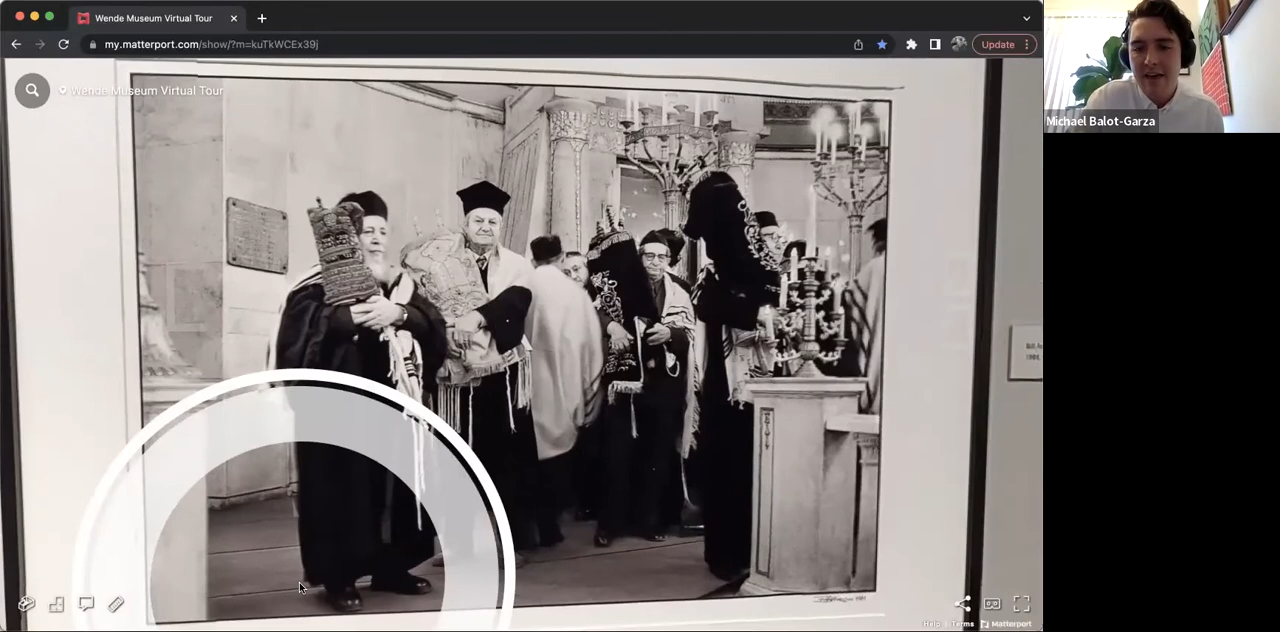 Wende Museum Virtual Tour
my.matterport.com/show/?m=kuTkWCEx39j
Update
Wende Museum Virtual Tour
Michael Balot-Garza
Help | Terms
Matterport